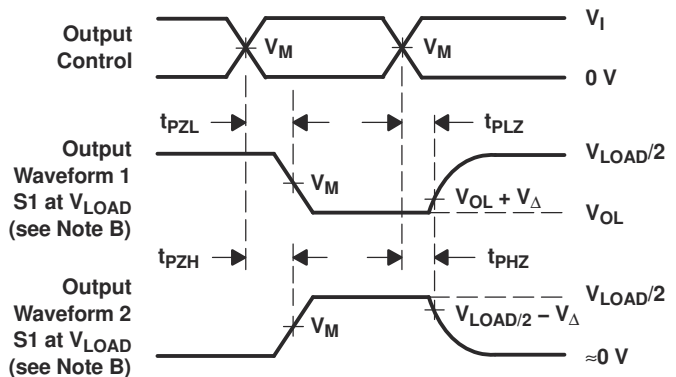 Output
Control
V_I
V_M
V_M
0 V
t_PZL
t_PLZ
Output
Waveform 1
S1 at V_LOAD
(see Note B)
V_LOAD/2
V_M
V_OL + V_Δ
V_OL
t_PZH
t_PHZ
Output
Waveform 2
S1 at V_LOAD
(see Note B)
V_LOAD/2
V_M
V_LOAD/2 − V_Δ
≈0 V